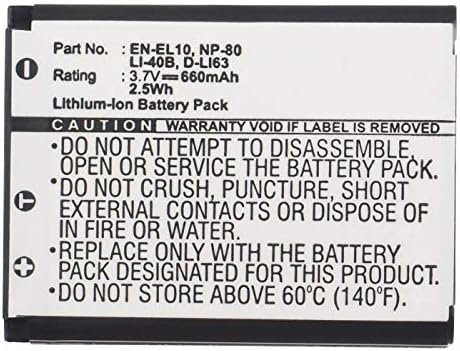 Part No.: EN-EL10, NP-80
LI-40B, D-LI63
Rating: 3.7V⎓660mAh
2.5Wh
Lithium-Ion Battery Pack
CAUTION WARRANTY VOID IF LABEL IS REMOVED
•DO NOT ATTEMPT TO DISASSEMBLE,
OPEN OR SERVICE THE BATTERY PACK.
•DO NOT CRUSH, PUNCTURE, SHORT
EXTERNAL CONTACTS OR DISPOSE OF
IN FIRE OR WATER.
•REPLACE ONLY WITH THE BATTERY
PACK DESIGNATED FOR THIS PRODUCT.
•DO NOT STORE ABOVE 60°C (140°F)
⊖
T
⊕